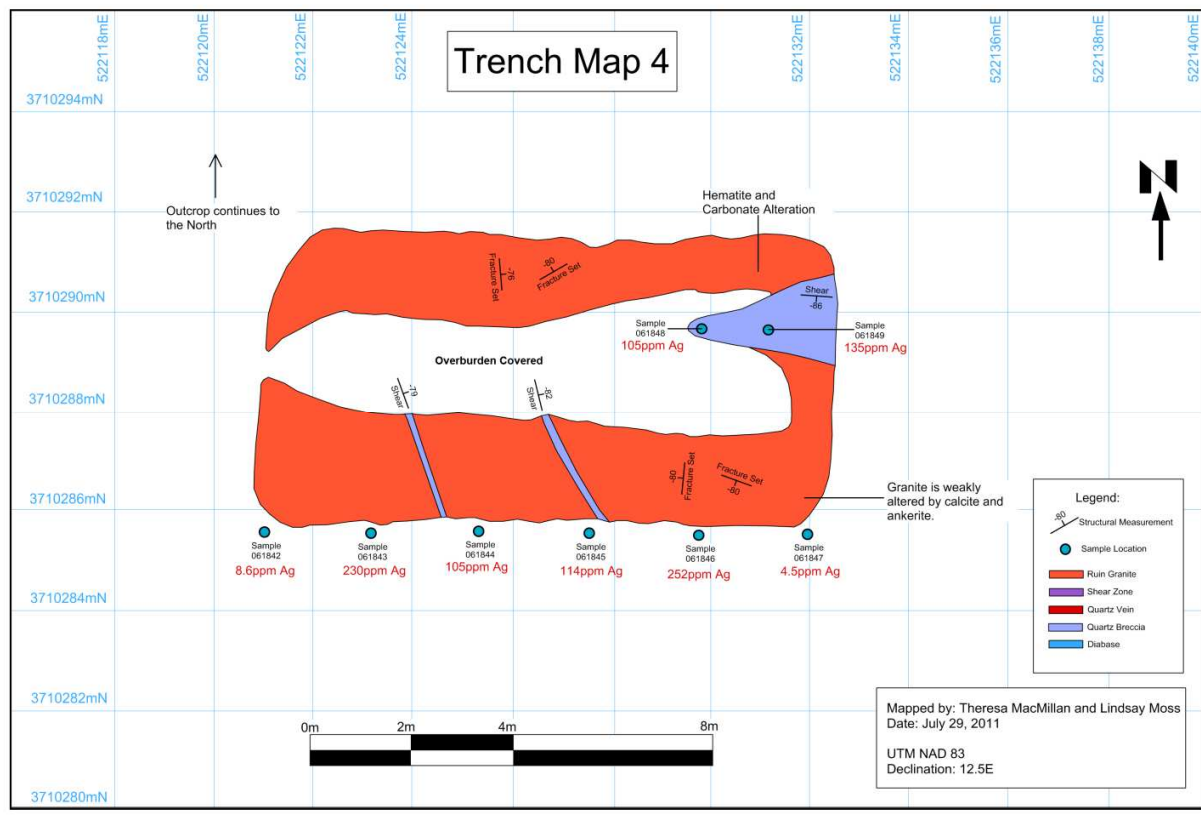 522118mE
522120mE
522122mE
522124mE
522132mE
522134mE
522136mE
522138mE
522140mE
Trench Map 4
3710294mN
3710292mN
3710290mN
3710288mN
3710286mN
3710284mN
3710282mN
3710280mN
N
Outcrop continues to
the North
Hematite and
Carbonate Alteration
-76
Fracture Set
-80
Fracture Set
Shear
-86
Sample
061848
105ppm Ag
Sample
061849
135ppm Ag
Overburden Covered
-79
Shear
-82
Shear
-80
Fracture Set
Fracture Set
-80
Granite is weakly
altered by calcite and
ankerite.
Sample
061842
8.6ppm Ag
Sample
061843
230ppm Ag
Sample
061844
105ppm Ag
Sample
061845
114ppm Ag
Sample
061846
252ppm Ag
Sample
061847
4.5ppm Ag
Legend:
-80
Structural Measurement
Sample Location
Ruin Granite
Shear Zone
Quartz Vein
Quartz Breccia
Diabase
0m 2m 4m 8m
Mapped by: Theresa MacMillan and Lindsay Moss
Date: July 29, 2011
UTM NAD 83
Declination: 12.5E